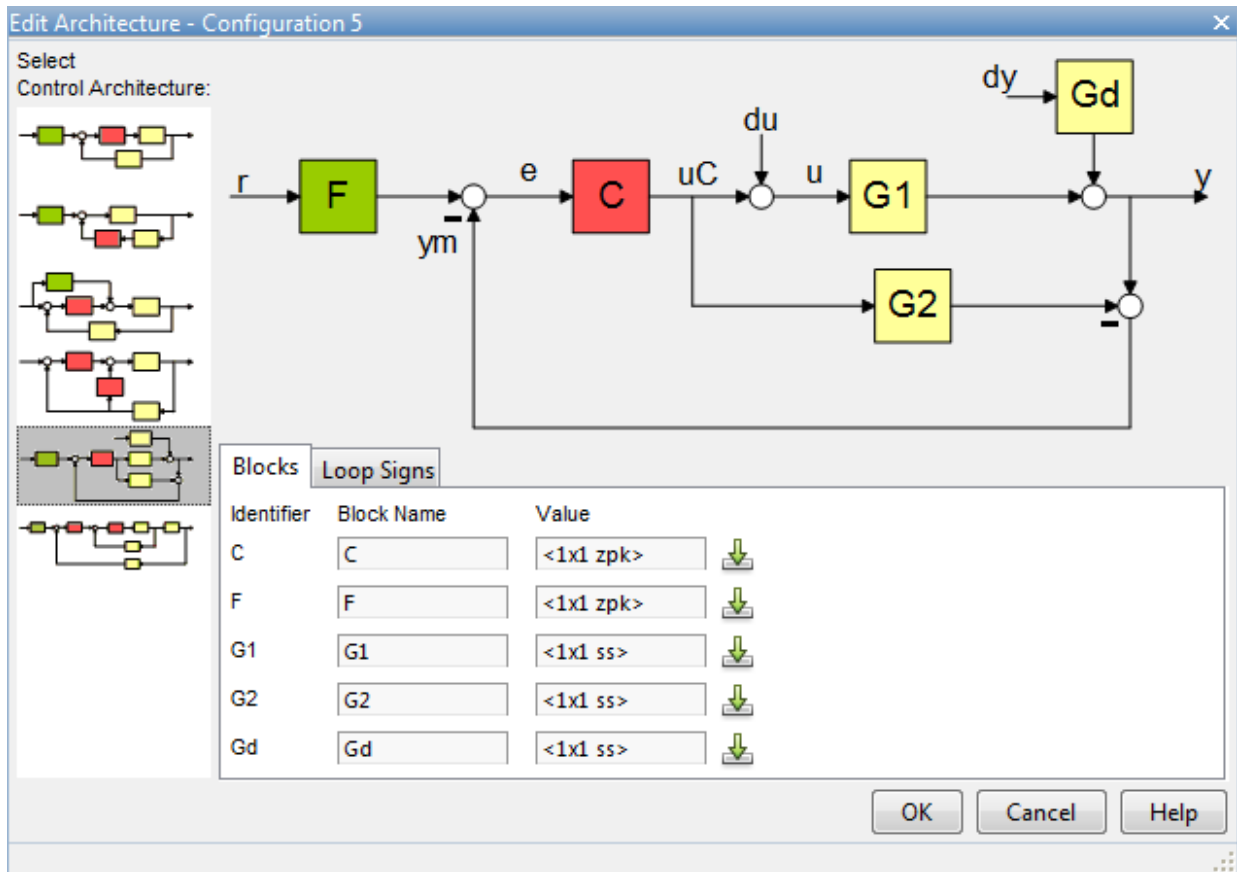 Edit Architecture - Configuration 5
Select
Control Architecture:
dy
Gd
du
r
F
e
C
uC
u
G1
y
ym
G2
Blocks
Loop Signs
Identifier Block Name Value
C C <1x1 zpk>
F F <1x1 zpk>
G1 G1 <1x1 ss>
G2 G2 <1x1 ss>
Gd Gd <1x1 ss>
OK Cancel Help